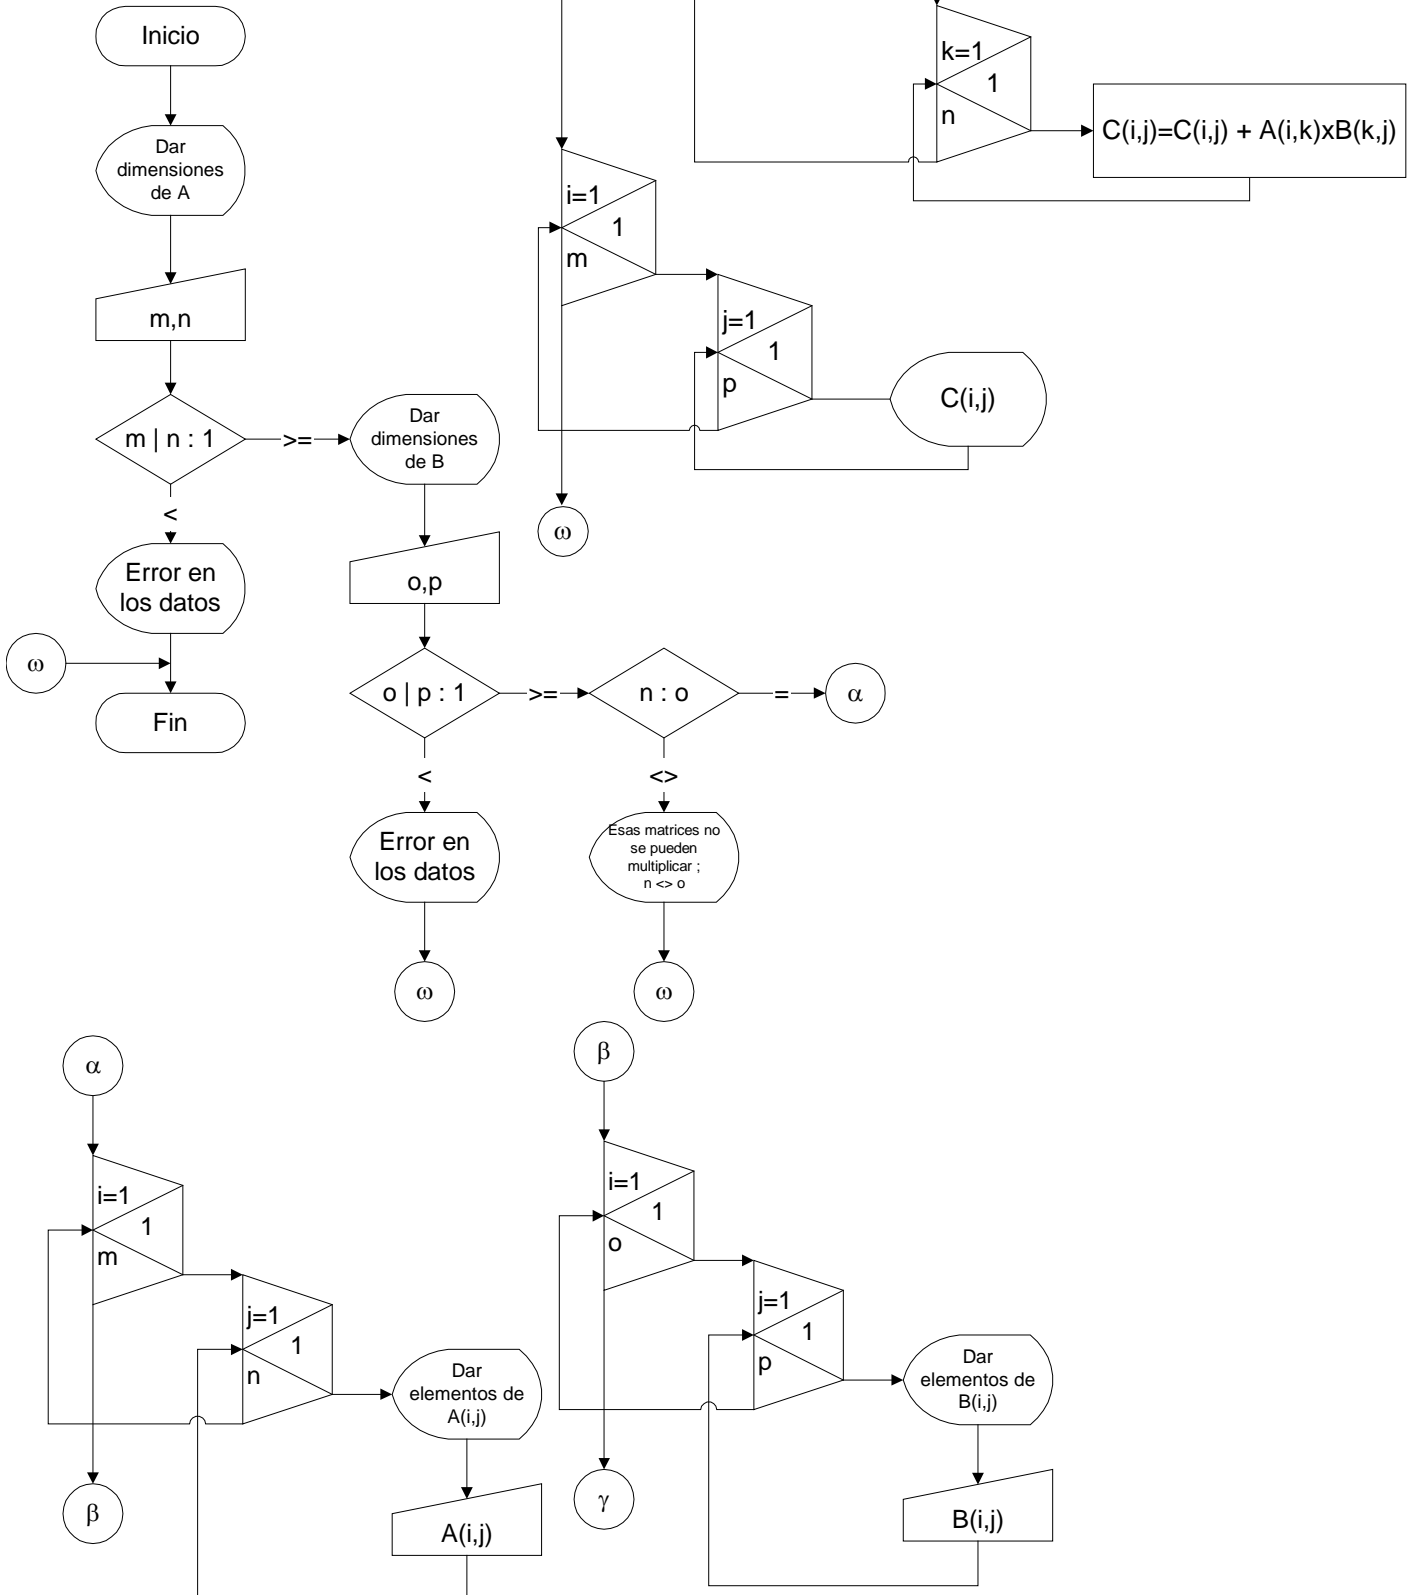 Inicio
Dar
dimensiones
de A
m,n
m | n : 1
>=
Dar
dimensiones
de B
<
Error en
los datos
ω
Fin
o,p
o | p : 1
>=
n : o
=
α
<
Error en
los datos
ω
<>
Esas matrices no
se pueden
multiplicar ;
n <> o
ω
k=1
1
n
C(i,j)=C(i,j) + A(i,k)xB(k,j)
i=1
1
m
j=1
1
p
C(i,j)
ω
α
i=1
1
m
j=1
1
n
Dar
elementos de
A(i,j)
A(i,j)
β
β
i=1
1
o
j=1
1
p
Dar
elementos de
B(i,j)
B(i,j)
γ